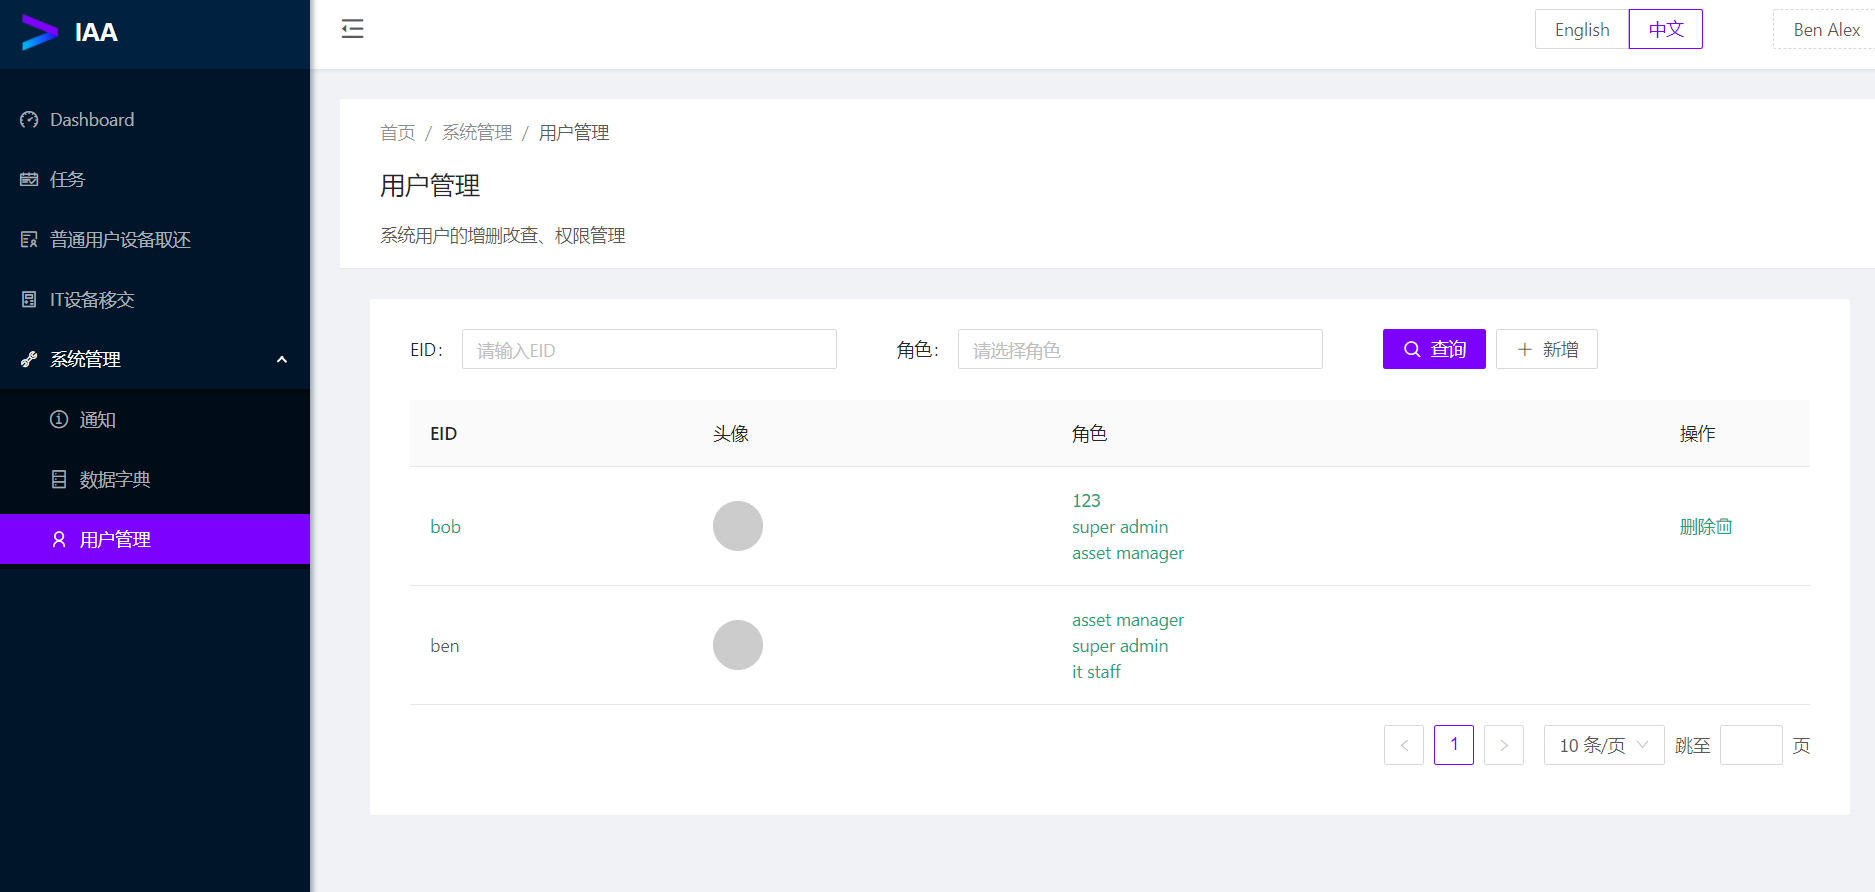 IAA
English
中文
Ben Alex
Dashboard
任务
普通用户设备取还
IT设备移交
系统管理
通知
数据字典
用户管理
首页 / 系统管理 / 用户管理
用户管理
系统用户的增删改查、权限管理
EID: 请输入EID
角色: 请选择角色
查询
新增
EID 头像 角色 操作
bob
123
super admin
asset manager
删除
ben
asset manager
super admin
it staff
1
10 条/页
跳至
页